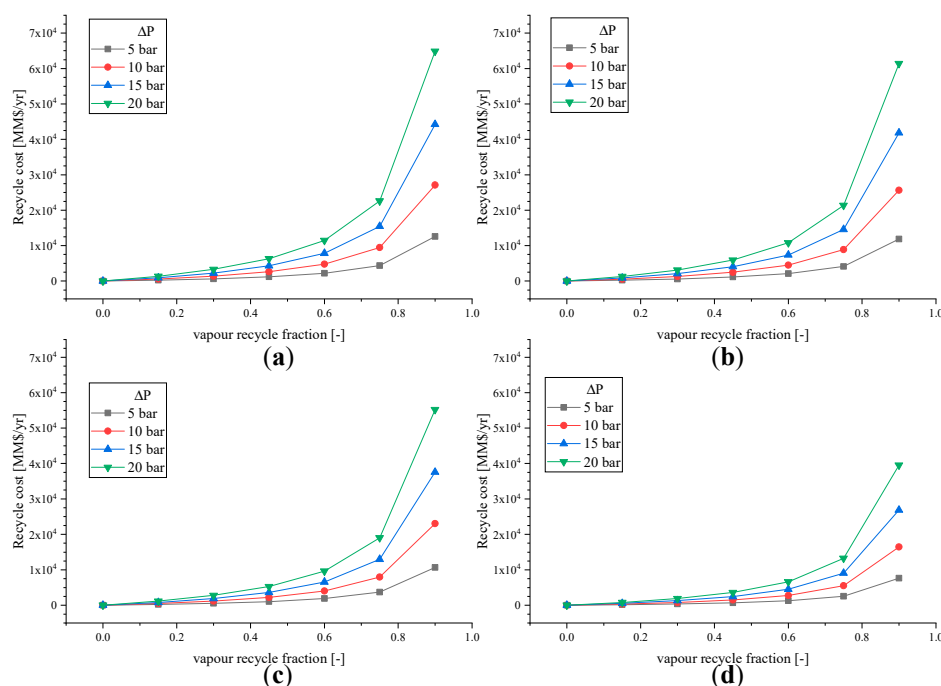 7x10⁴
6x10⁴
5x10⁴
4x10⁴
3x10⁴
2x10⁴
1x10⁴
0
Recycle cost [MM$/yr]
ΔP
5 bar
10 bar
15 bar
20 bar
0.0 0.2 0.4 0.6 0.8 1.0
vapour recycle fraction [-]
(a)
7x10⁴
6x10⁴
5x10⁴
4x10⁴
3x10⁴
2x10⁴
1x10⁴
0
Recycle cost [MM$/yr]
ΔP
5 bar
10 bar
15 bar
20 bar
0.0 0.2 0.4 0.6 0.8 1.0
vapour recycle fraction [-]
(b)
7x10⁴
6x10⁴
5x10⁴
4x10⁴
3x10⁴
2x10⁴
1x10⁴
0
Recycle cost [MM$/yr]
ΔP
5 bar
10 bar
15 bar
20 bar
0.0 0.2 0.4 0.6 0.8 1.0
vapour recycle fraction [-]
(c)
7x10⁴
6x10⁴
5x10⁴
4x10⁴
3x10⁴
2x10⁴
1x10⁴
0
Recycle cost [MM$/yr]
ΔP
5 bar
10 bar
15 bar
20 bar
0.0 0.2 0.4 0.6 0.8 1.0
vapour recycle fraction [-]
(d)